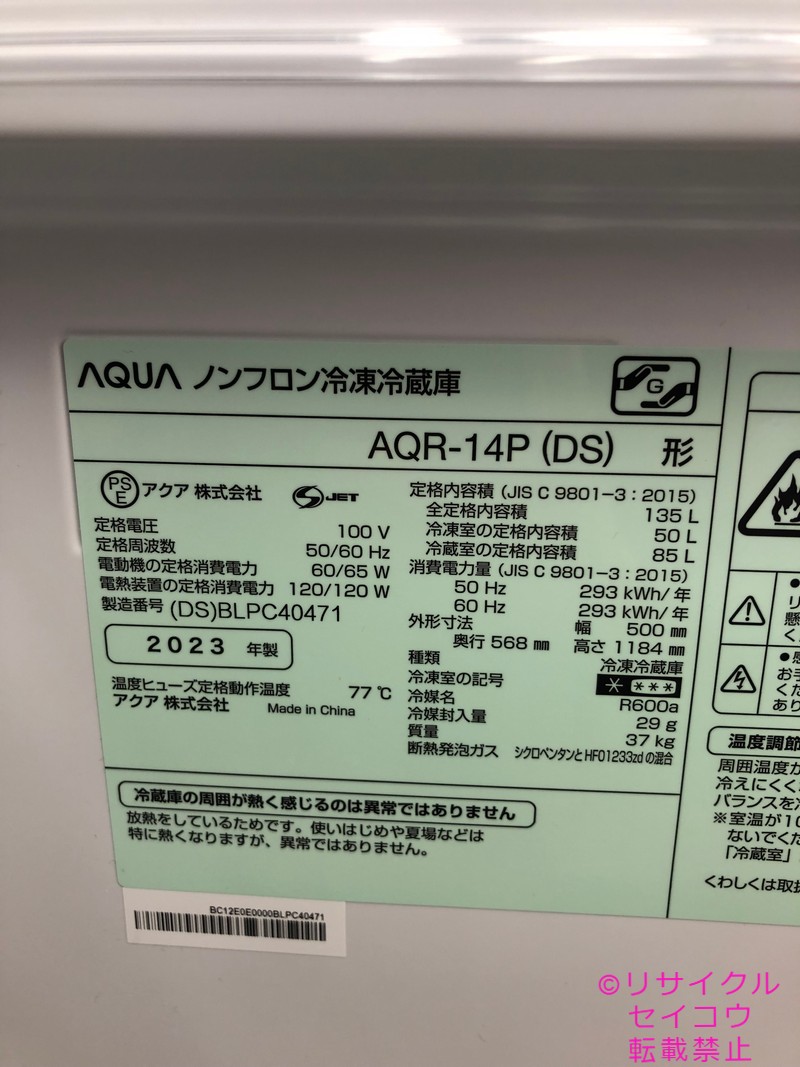 AQUA ノンフロン冷凍冷蔵庫
G
AQR-14P (DS) 形
PSE アクア 株式会社
S JET
定格電圧 100 V
定格周波数 50/60 Hz
電動機の定格消費電力 60/65 W
電熱装置の定格消費電力 120/120 W
製造番号 (DS)BLPC40471
2023 年製
温度ヒューズ定格動作温度 77 ℃
アクア 株式会社 Made in China
定格内容積 (JIS C 9801-3 : 2015)
全定格内容積 135 L
冷凍室の定格内容積 50 L
冷蔵室の定格内容積 85 L
消費電力量 (JIS C 9801-3 : 2015)
50 Hz 293 kWh/年
60 Hz 293 kWh/年
外形寸法 幅 500 ㎜
奥行 568 ㎜ 高さ 1184 ㎜
種類 冷凍冷蔵庫
冷凍室の記号 * ***
冷媒名 R600a
冷媒封入量 29 g
質量 37 kg
断熱発泡ガス シクロペンタンとHFO1233zdの混合
冷蔵庫の周囲が熱く感じるのは異常ではありません
放熱をしているためです。使いはじめや夏場などは
特に熱くなりますが、異常ではありません。
BC12E0E0000BLPC40471
温度調節
周囲温度が
冷えにくく
バランスを
※室温が10
ないでくだ
「冷蔵室」
くわしくは取扱
©リサイクル
セイコウ
転載禁止